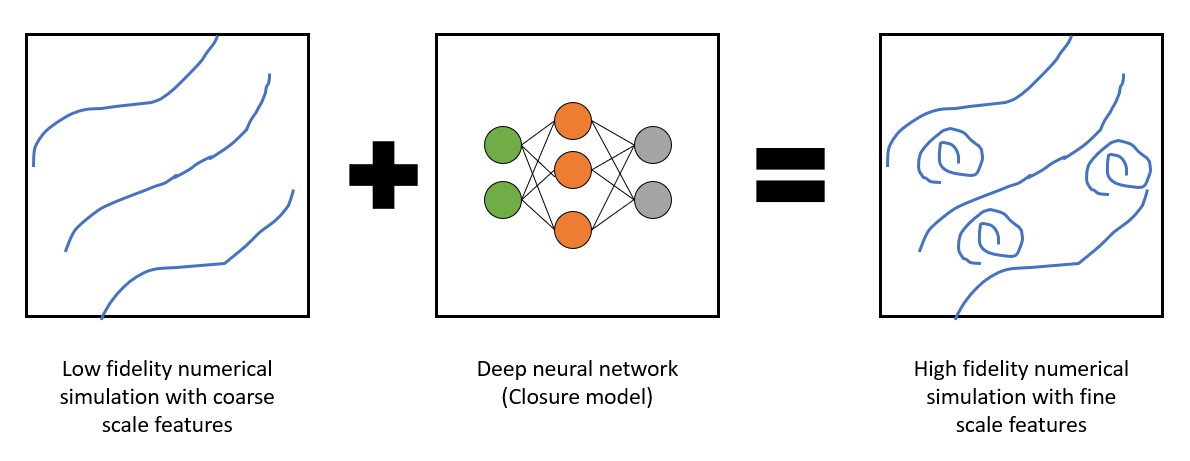 Low fidelity numerical
simulation with coarse
scale features
Deep neural network
(Closure model)
High fidelity numerical
simulation with fine
scale features